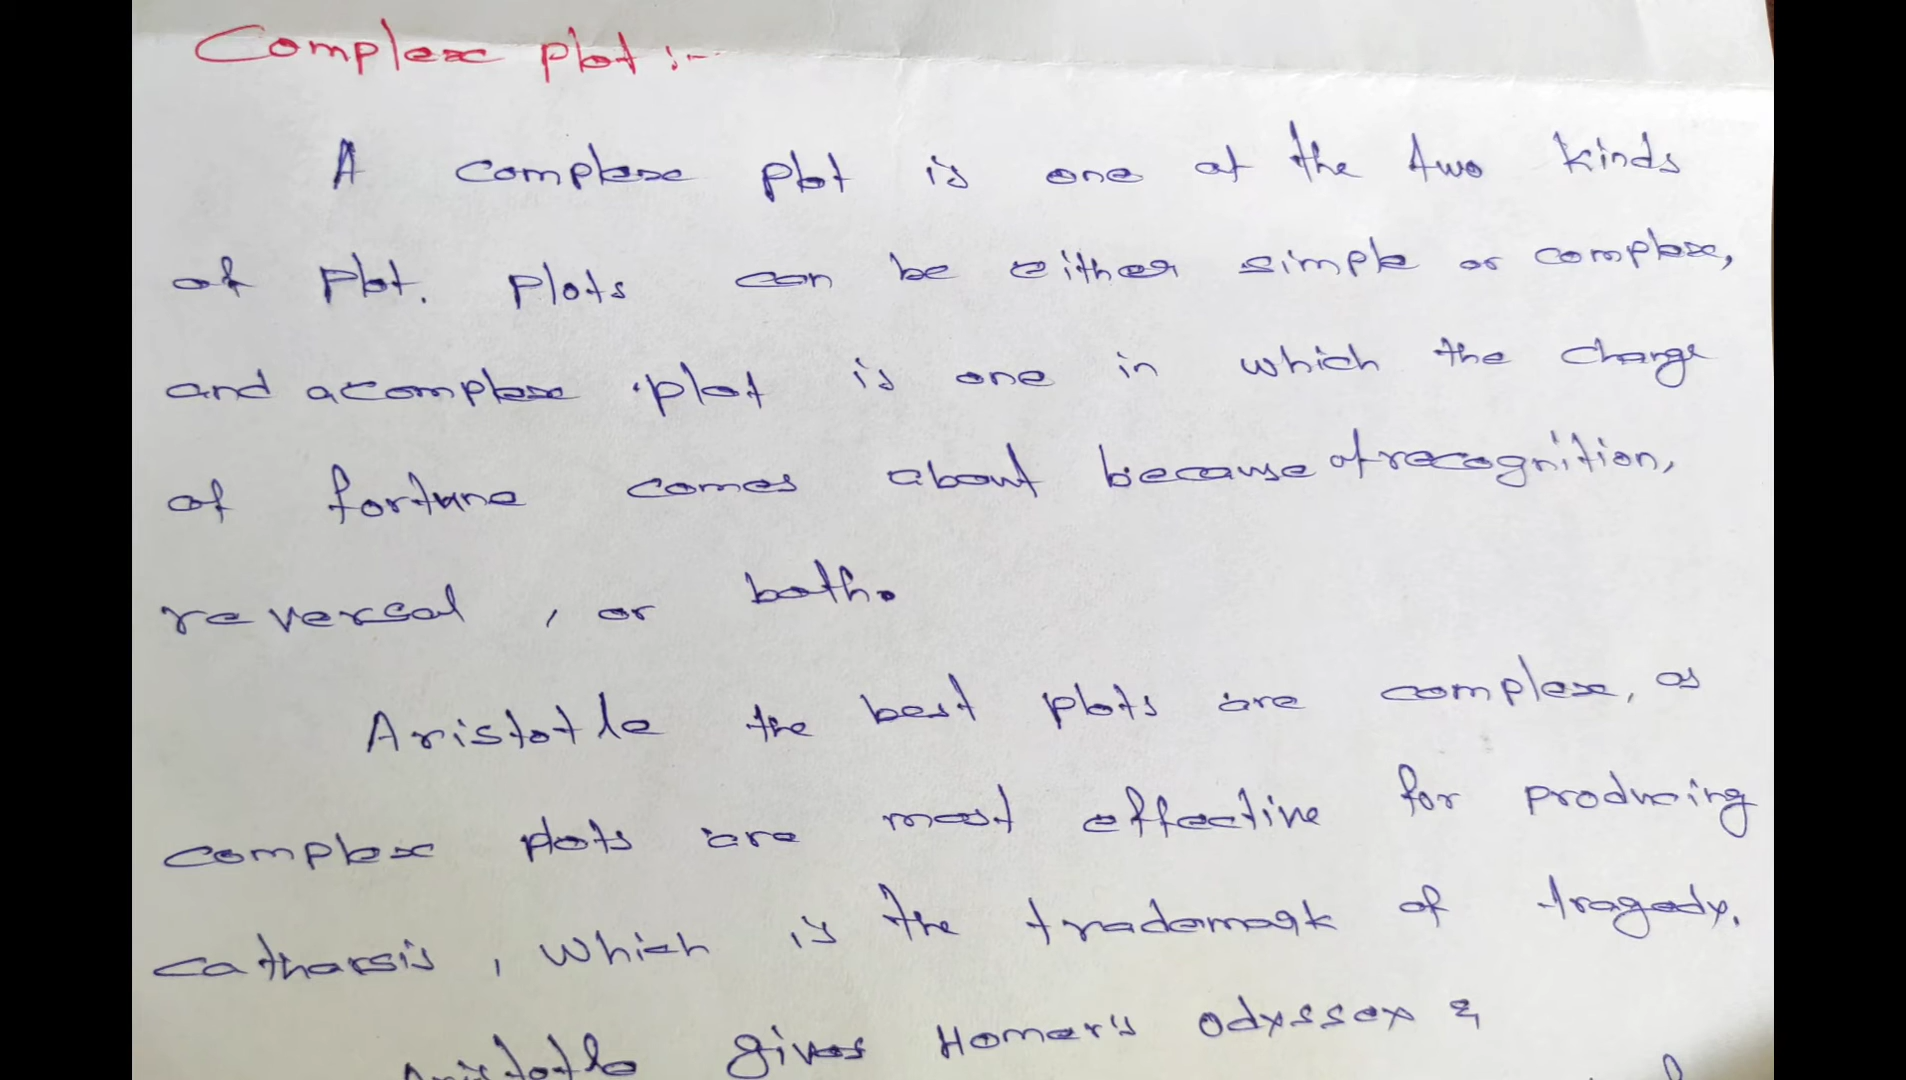 Complex plot :-
A complex plot is one of the two kinds
of plot. Plots can be either simple or complex,
and a complex plot is one in which the change
of fortune comes about because of recognition,
reversal, or both.
Aristotle the best plots are complex, as
complex plots are most effective for producing
catharsis, which is the trademark of tragedy.
Aristotle gives Homer's odyssey &